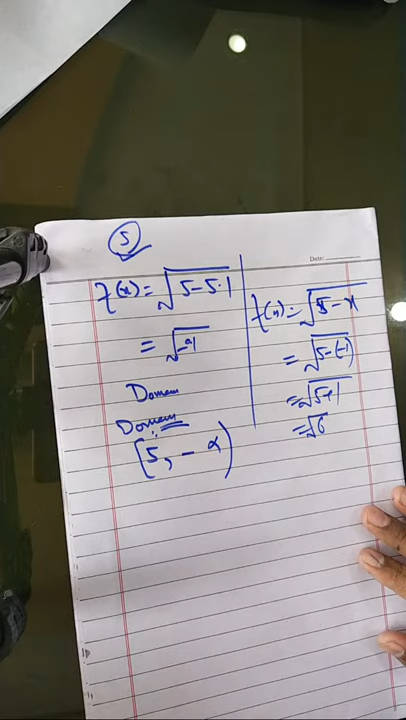 5
Date:
f(x) = √5-5.1
= √-.1
Domain
Domain
[5, -α)
f(x) = √5-x
= √5-(-1)
= √5+1
= √6